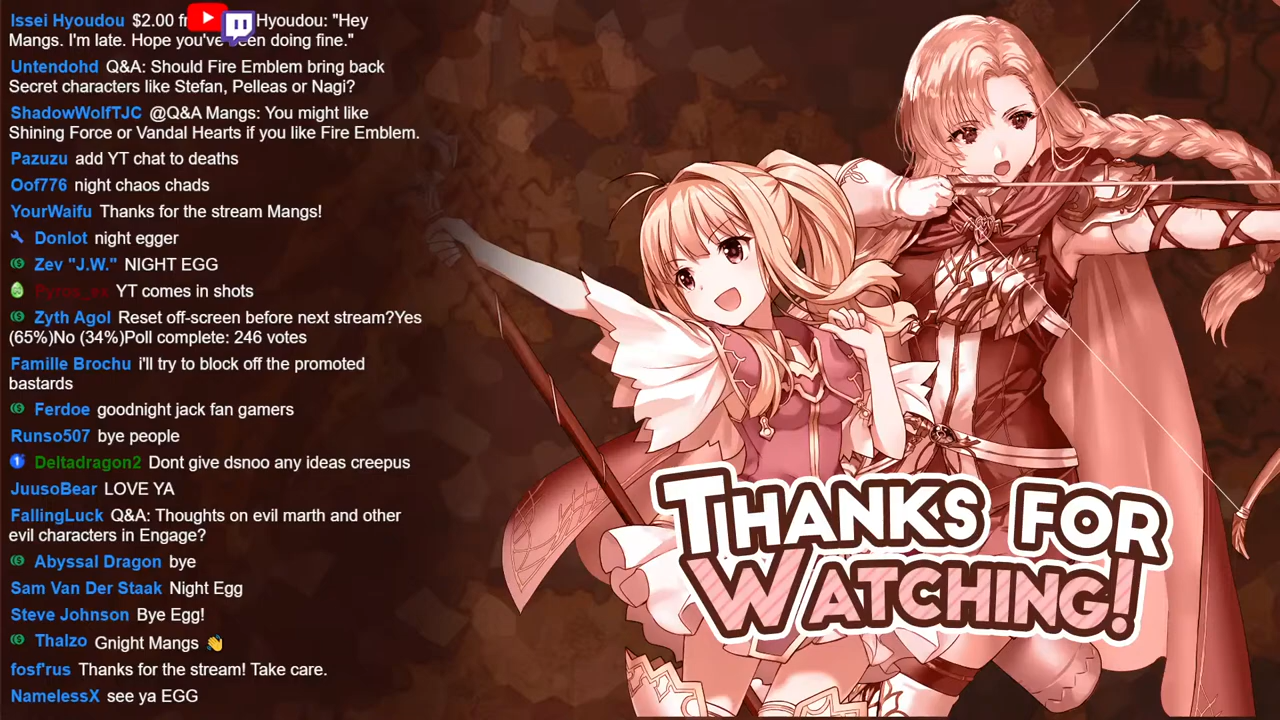 Issei Hyoudou $2.00 Hyoudou: "Hey
Mangs. I'm late. Hope you've been doing fine."
Untendohd Q&A: Should Fire Emblem bring back
Secret characters like Stefan, Pelleas or Nagi?
ShadowWolfTJC @Q&A Mangs: You might like
Shining Force or Vandal Hearts if you like Fire Emblem.
Pazuzu add YT chat to deaths
Oof776 night chaos chads
YourWaifu Thanks for the stream Mangs!
Donlot night egger
Zev "J.W." NIGHT EGG
YT comes in shots
Zyth Agol Reset off-screen before next stream?Yes
(65%)No (34%)Poll complete: 246 votes
Famille Brochu i'll try to block off the promoted
bastards
Ferdoe goodnight jack fan gamers
Runso507 bye people
Deltadragon2 Dont give dsnoo any ideas creepus
JuusoBear LOVE YA
FallingLuck Q&A: Thoughts on evil marth and other
evil characters in Engage?
Abyssal Dragon bye
Sam Van Der Staak Night Egg
Steve Johnson Bye Egg!
Thalzo Gnight Mangs 👋
fosf'rus Thanks for the stream! Take care.
NamelessX see ya EGG
THANKS FOR
WATCHING!